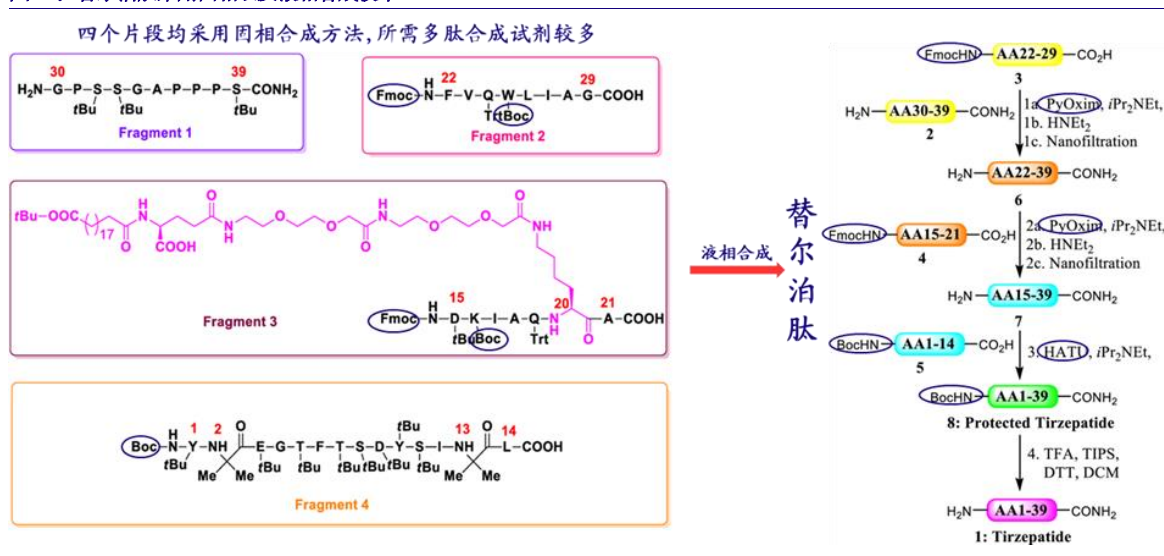 四个片段均采用固相合成方法,所需多肽合成试剂较多
30 39
H₂N-G-P-S-S-G-A-P-P-P-S-CONH₂
tBu tBu tBu
Fragment 1
22 29
Fmoc-N-F-V-Q-W-L-I-A-G-COOH
H
Trt Boc
Fragment 2
tBu-OOC
17
O
H
N
COOH
O
N
H
O
O
O
H
N
O
O
O
N
H
15 20 21
Fmoc-N-D-K-I-A-Q-NH O A-COOH
H
tBu Boc Trt
Fragment 3
1 2 13 14
Boc-N-Y-NH O E-G-T-F-T-S-D-Y-S-I-NH O L-COOH
H
tBu
tBu tBu tBu tBu tBu tBu tBu
Me Me Me Me
Fragment 4
液相合成
替尔泊肽
FmocHN-AA22-29-CO₂H
3
H₂N-AA30-39-CONH₂
2
1a. PyOxim, iPr₂NEt,
1b. HNEt₂
1c. Nanofiltration
H₂N-AA22-39-CONH₂
6
FmocHN-AA15-21-CO₂H
4
2a. PyOxim, iPr₂NEt,
2b. HNEt₂
2c. Nanofiltration
H₂N-AA15-39-CONH₂
7
BocHN-AA1-14-CO₂H
5
3. HATU, iPr₂NEt,
BocHN-AA1-39-CONH₂
8: Protected Tirzepatide
4. TFA, TIPS,
DTT, DCM
H₂N-AA1-39-CONH₂
1: Tirzepatide